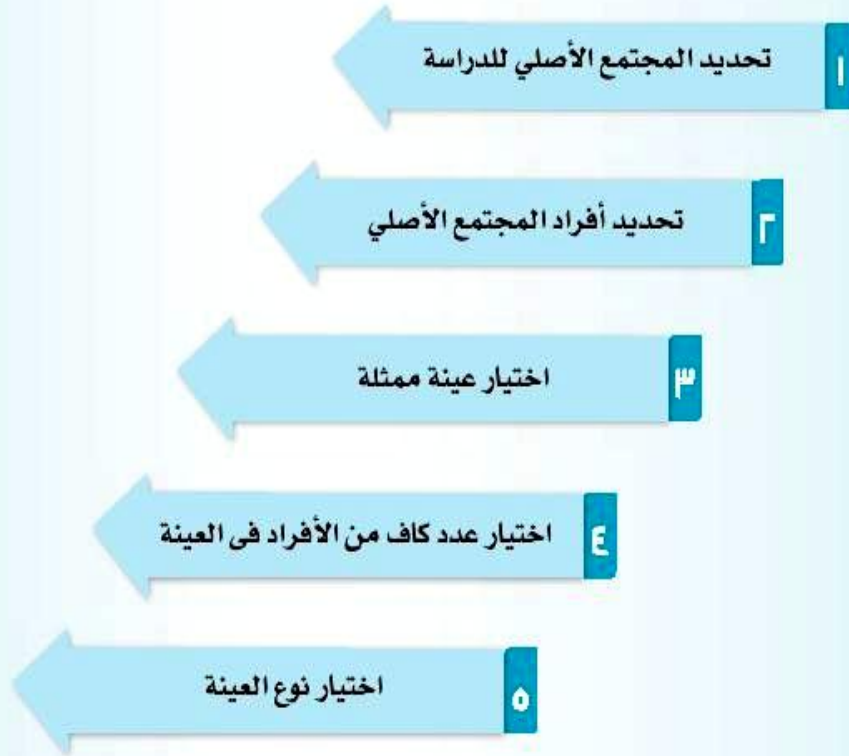 ١ تحديد المجتمع الأصلي للدراسة
٢ تحديد أفراد المجتمع الأصلي
٣ اختيار عينة ممثلة
٤ اختيار عدد كاف من الأفراد فى العينة
٥ اختيار نوع العينة